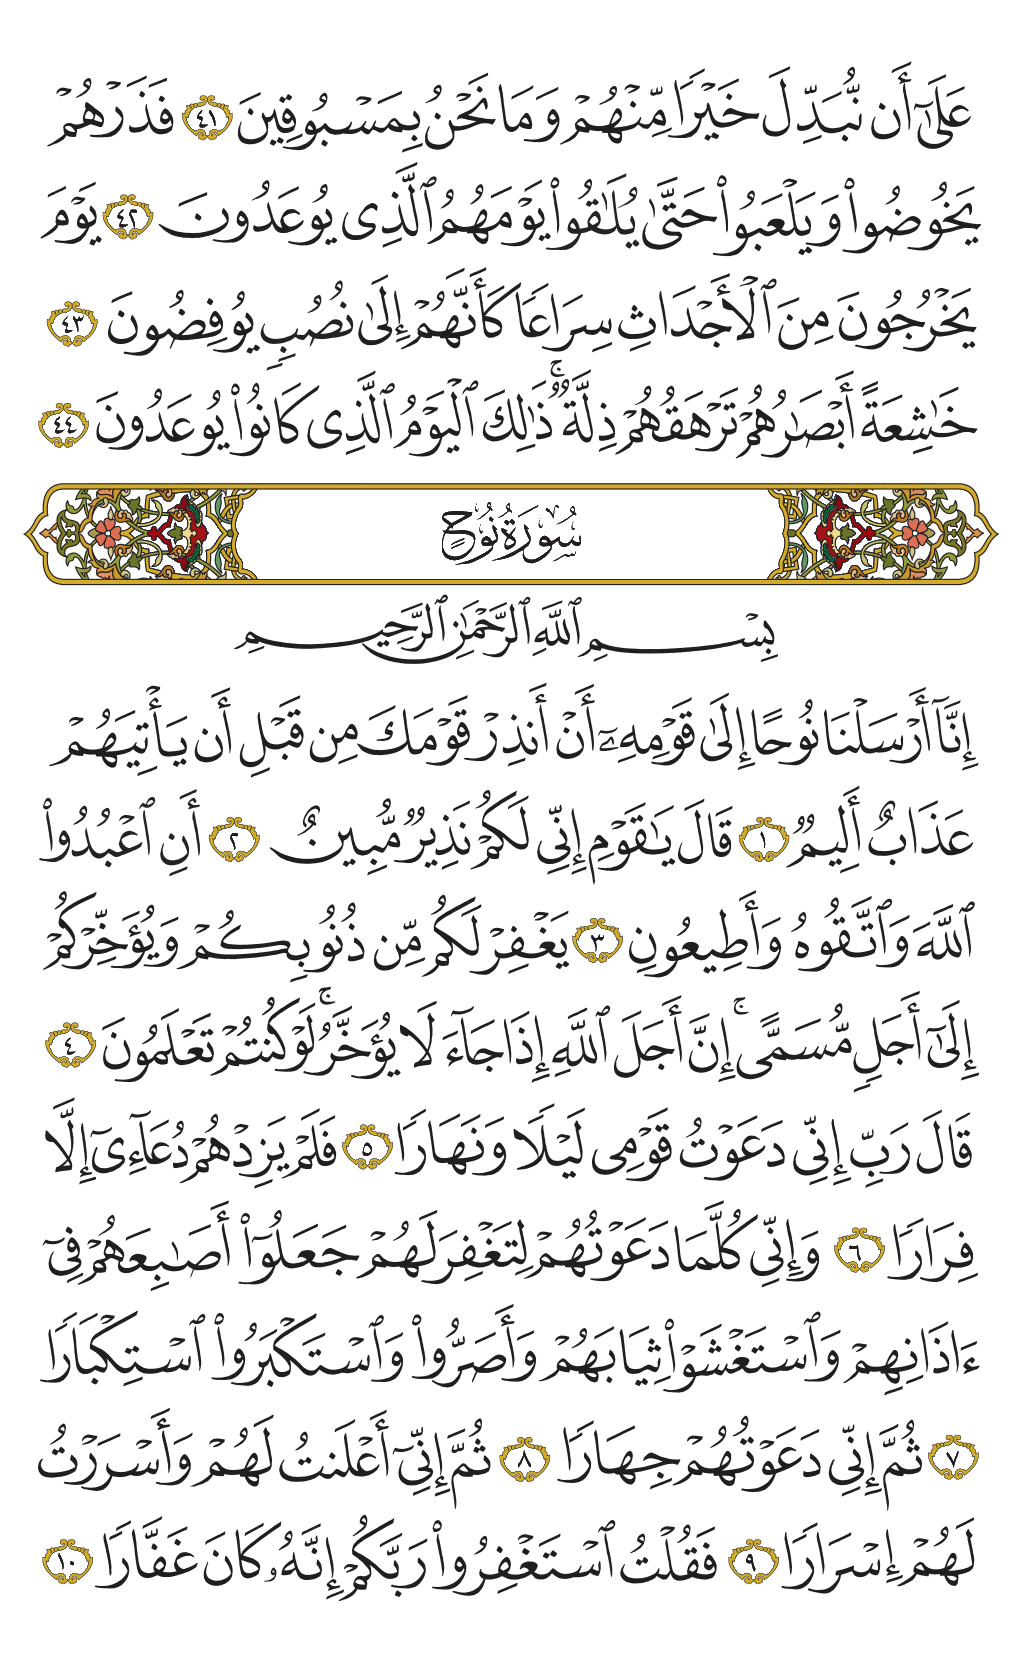 عَلَىٰٓ أَن نُّبَدِّلَ خَيْرًا مِّنْهُمْ وَمَا نَحْنُ بِمَسْبُوقِينَ ٤١ فَذَرْهُمْ
يَخُوضُوا۟ وَيَلْعَبُوا۟ حَتَّىٰ يُلَـٰقُوا۟ يَوْمَهُمُ ٱلَّذِى يُوعَدُونَ ٤٢ يَوْمَ
يَخْرُجُونَ مِنَ ٱلْأَجْدَاثِ سِرَاعًا كَأَنَّهُمْ إِلَىٰ نُصُبٍ يُوفِضُونَ ٤٣
خَـٰشِعَةً أَبْصَـٰرُهُمْ تَرْهَقُهُمْ ذِلَّةٌ ۚ ذَٰلِكَ ٱلْيَوْمُ ٱلَّذِى كَانُوا۟ يُوعَدُونَ ٤٤
سُورَةُ نُوحٍ
بِسْمِ ٱللَّهِ ٱلرَّحْمَـٰنِ ٱلرَّحِيمِ
إِنَّآ أَرْسَلْنَا نُوحًا إِلَىٰ قَوْمِهِۦٓ أَنْ أَنذِرْ قَوْمَكَ مِن قَبْلِ أَن يَأْتِيَهُمْ
عَذَابٌ أَلِيمٌ ١ قَالَ يَـٰقَوْمِ إِنِّى لَكُمْ نَذِيرٌ مُّبِينٌ ٢ أَنِ ٱعْبُدُوا۟
ٱللَّهَ وَٱتَّقُوهُ وَأَطِيعُونِ ٣ يَغْفِرْ لَكُم مِّن ذُنُوبِكُمْ وَيُؤَخِّرْكُمْ
إِلَىٰٓ أَجَلٍ مُّسَمًّى ۚ إِنَّ أَجَلَ ٱللَّهِ إِذَا جَآءَ لَا يُؤَخَّرُ ۚ لَوْ كُنتُمْ تَعْلَمُونَ ٤
قَالَ رَبِّ إِنِّى دَعَوْتُ قَوْمِى لَيْلًا وَنَهَارًا ٥ فَلَمْ يَزِدْهُمْ دُعَآءِىٓ إِلَّا
فِرَارًا ٦ وَإِنِّى كُلَّمَا دَعَوْتُهُمْ لِتَغْفِرَ لَهُمْ جَعَلُوٓا۟ أَصَـٰبِعَهُمْ فِىٓ
ءَاذَانِهِمْ وَٱسْتَغْشَوْا۟ ثِيَابَهُمْ وَأَصَرُّوا۟ وَٱسْتَكْبَرُوا۟ ٱسْتِكْبَارًا
٧ ثُمَّ إِنِّى دَعَوْتُهُمْ جِهَارًا ٨ ثُمَّ إِنِّىٓ أَعْلَنتُ لَهُمْ وَأَسْرَرْتُ
لَهُمْ إِسْرَارًا ٩ فَقُلْتُ ٱسْتَغْفِرُوا۟ رَبَّكُمْ إِنَّهُۥ كَانَ غَفَّارًا ١٠